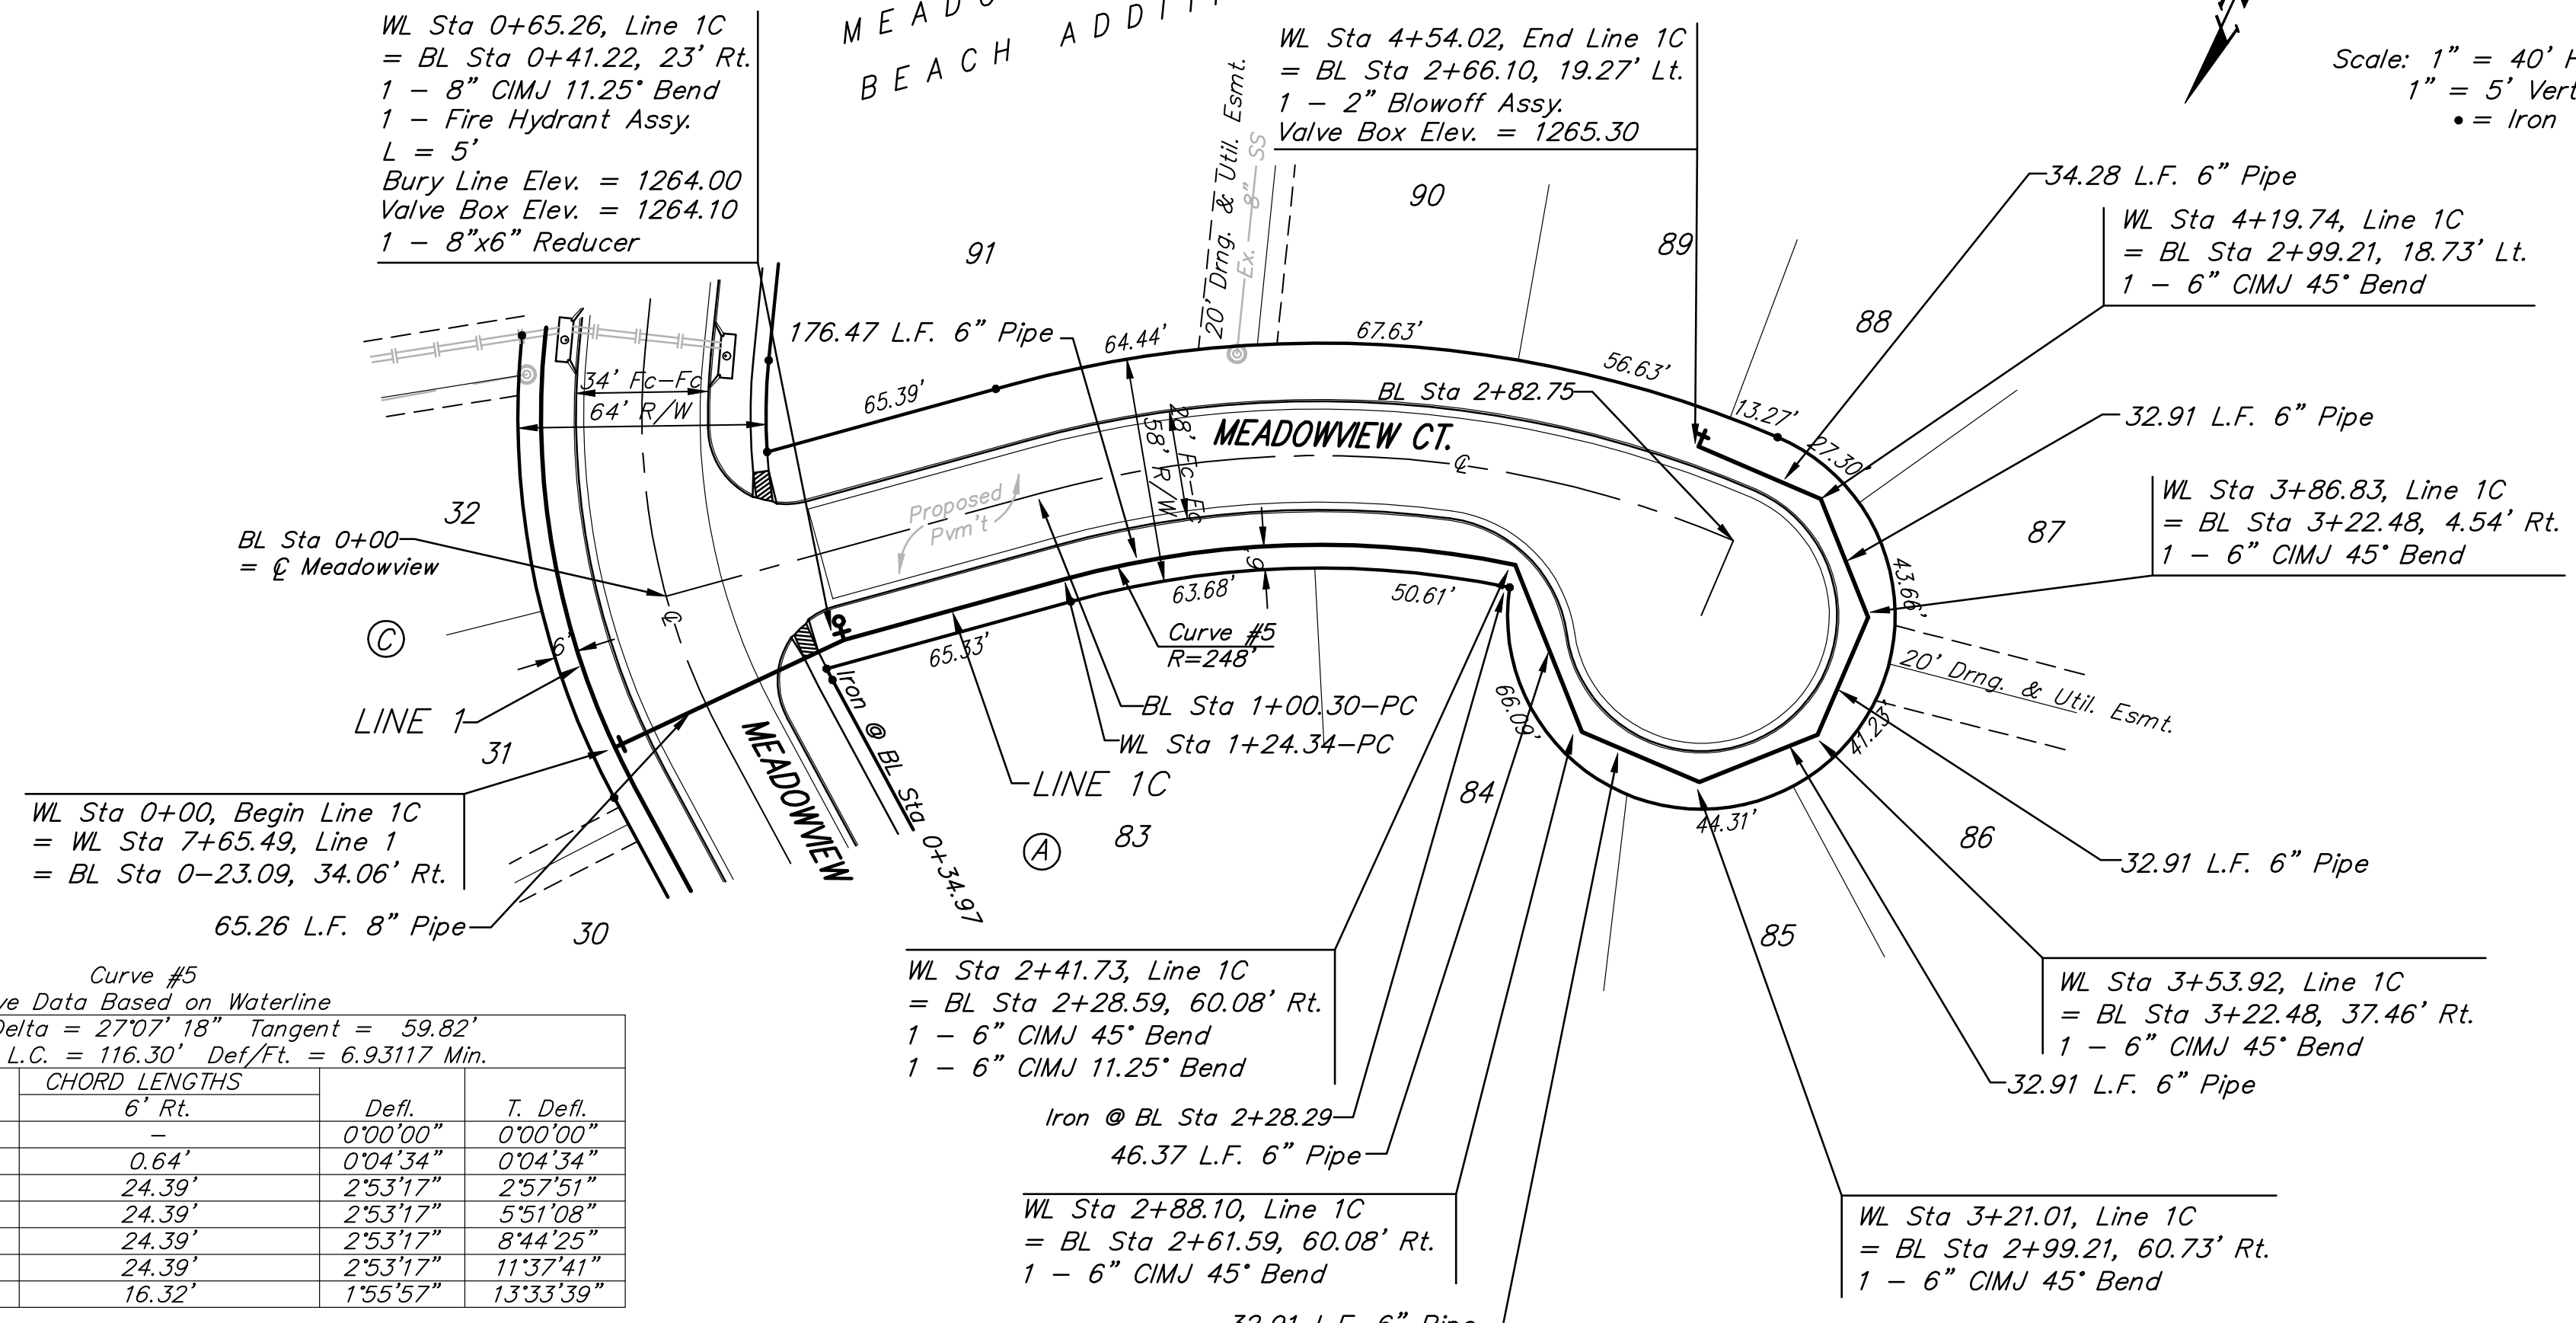 MEADO
BEACH ADDITI
WL Sta 0+65.26, Line 1C
= BL Sta 0+41.22, 23' Rt.
1 – 8" CIMJ 11.25° Bend
1 – Fire Hydrant Assy.
L = 5'
Bury Line Elev. = 1264.00
Valve Box Elev. = 1264.10
1 – 8"x6" Reducer
WL Sta 4+54.02, End Line 1C
= BL Sta 2+66.10, 19.27' Lt.
1 – 2" Blowoff Assy.
Valve Box Elev. = 1265.30
Scale: 1" = 40' H
1" = 5' Vert
• = Iron
20' Drng. & Util. Esmt.
Ex. 8" SS
34.28 L.F. 6" Pipe
WL Sta 4+19.74, Line 1C
= BL Sta 2+99.21, 18.73' Lt.
1 – 6" CIMJ 45° Bend
91
90
89
88
87
176.47 L.F. 6" Pipe
64.44'
67.63'
56.63'
65.39'
13.27'
27.30'
BL Sta 2+82.75
34' Fc–Fc
64' R/W
28' Fc–Fc
58' R/W
MEADOWVIEW CT.
℄
32.91 L.F. 6" Pipe
WL Sta 3+86.83, Line 1C
= BL Sta 3+22.48, 4.54' Rt.
1 – 6" CIMJ 45° Bend
Proposed
Pvm't
32
BL Sta 0+00
= ℄ Meadowview
℄
C
6'
6'
63.68'
50.61'
43.66'
65.33'
Curve #5
R=248'
20' Drng. & Util. Esmt.
66.09'
41.23'
44.31'
BL Sta 1+00.30–PC
WL Sta 1+24.34–PC
LINE 1C
LINE 1
31
Iron @ BL Sta 0+34.97
MEADOWVIEW
A
83
84
85
86
WL Sta 0+00, Begin Line 1C
= WL Sta 7+65.49, Line 1
= BL Sta 0–23.09, 34.06' Rt.
65.26 L.F. 8" Pipe
30
32.91 L.F. 6" Pipe
WL Sta 2+41.73, Line 1C
= BL Sta 2+28.59, 60.08' Rt.
1 – 6" CIMJ 45° Bend
1 – 6" CIMJ 11.25° Bend
Iron @ BL Sta 2+28.29
46.37 L.F. 6" Pipe
WL Sta 3+53.92, Line 1C
= BL Sta 3+22.48, 37.46' Rt.
1 – 6" CIMJ 45° Bend
32.91 L.F. 6" Pipe
WL Sta 2+88.10, Line 1C
= BL Sta 2+61.59, 60.08' Rt.
1 – 6" CIMJ 45° Bend
32.91 L.F. 6" Pipe
WL Sta 3+21.01, Line 1C
= BL Sta 2+99.21, 60.73' Rt.
1 – 6" CIMJ 45° Bend
Curve #5
ve Data Based on Waterline
Delta = 27°07' 18" Tangent = 59.82'
L.C. = 116.30' Def/Ft. = 6.93117 Min.
CHORD LENGTHS
6' Rt. Defl. T. Defl.
– 0°00'00" 0°00'00"
0.64' 0°04'34" 0°04'34"
24.39' 2°53'17" 2°57'51"
24.39' 2°53'17" 5°51'08"
24.39' 2°53'17" 8°44'25"
24.39' 2°53'17" 11°37'41"
16.32' 1°55'57" 13°33'39"